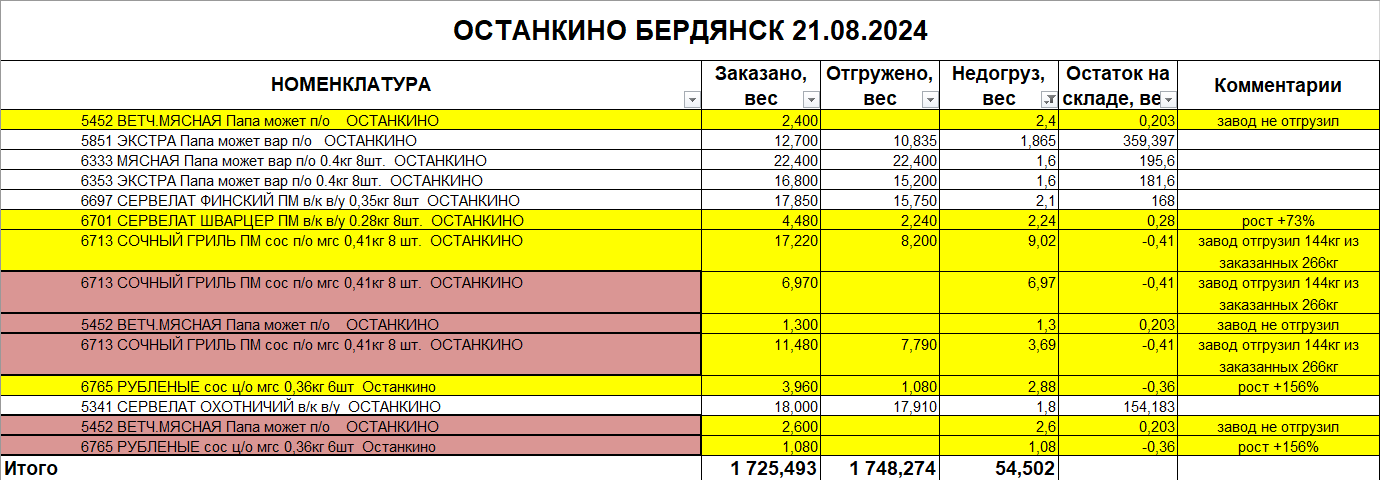 ОСТАНКИНО БЕРДЯНСК 21.08.2024
НОМЕНКЛАТУРА Заказано, вес Отгружено, вес Недогруз, вес Остаток на складе, ве Комментарии
5452 ВЕТЧ.МЯСНАЯ Папа может п/о ОСТАНКИНО 2,400 2,4 0,203 завод не отгрузил
5851 ЭКСТРА Папа может вар п/о ОСТАНКИНО 12,700 10,835 1,865 359,397
6333 МЯСНАЯ Папа может вар п/о 0.4кг 8шт. ОСТАНКИНО 22,400 22,400 1,6 195,6
6353 ЭКСТРА Папа может вар п/о 0.4кг 8шт. ОСТАНКИНО 16,800 15,200 1,6 181,6
6697 СЕРВЕЛАТ ФИНСКИЙ ПМ в/к в/у 0,35кг 8шт ОСТАНКИНО 17,850 15,750 2,1 168
6701 СЕРВЕЛАТ ШВАРЦЕР ПМ в/к в/у 0.28кг 8шт. ОСТАНКИНО 4,480 2,240 2,24 0,28 рост +73%
6713 СОЧНЫЙ ГРИЛЬ ПМ сос п/о мгс 0,41кг 8 шт. ОСТАНКИНО 17,220 8,200 9,02 -0,41 завод отгрузил 144кг из
заказанных 266кг
6713 СОЧНЫЙ ГРИЛЬ ПМ сос п/о мгс 0,41кг 8 шт. ОСТАНКИНО 6,970 6,97 -0,41 завод отгрузил 144кг из
заказанных 266кг
5452 ВЕТЧ.МЯСНАЯ Папа может п/о ОСТАНКИНО 1,300 1,3 0,203 завод не отгрузил
6713 СОЧНЫЙ ГРИЛЬ ПМ сос п/о мгс 0,41кг 8 шт. ОСТАНКИНО 11,480 7,790 3,69 -0,41 завод отгрузил 144кг из
заказанных 266кг
6765 РУБЛЕНЫЕ сос ц/о мгс 0,36кг 6шт Останкино 3,960 1,080 2,88 -0,36 рост +156%
5341 СЕРВЕЛАТ ОХОТНИЧИЙ в/к в/у ОСТАНКИНО 18,000 17,910 1,8 154,183
5452 ВЕТЧ.МЯСНАЯ Папа может п/о ОСТАНКИНО 2,600 2,6 0,203 завод не отгрузил
6765 РУБЛЕНЫЕ сос ц/о мгс 0,36кг 6шт Останкино 1,080 1,08 -0,36 рост +156%
Итого 1 725,493 1 748,274 54,502